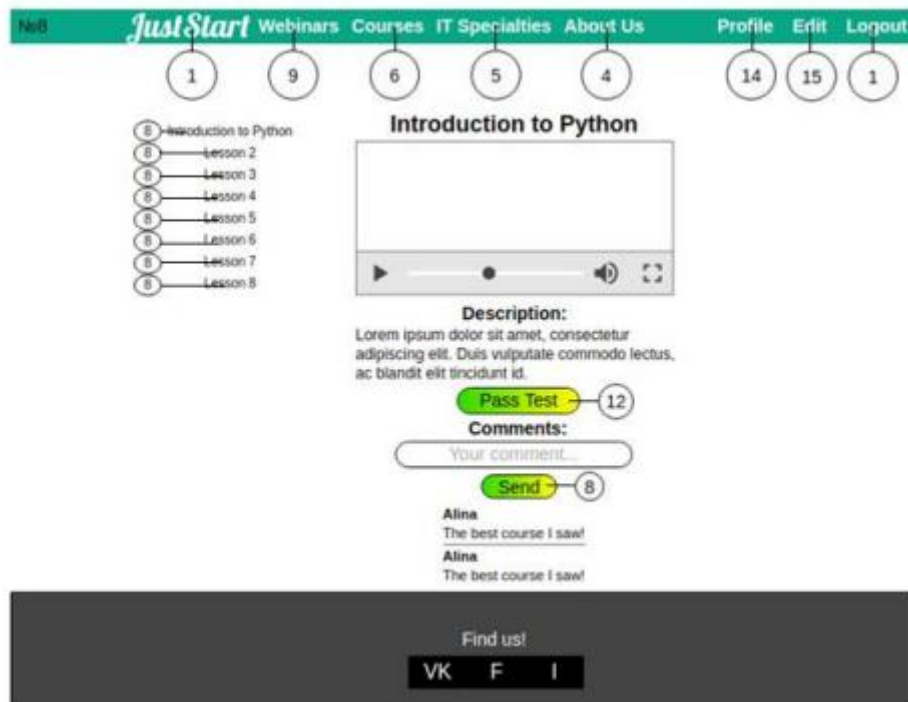 №8 JustStart Webinars Courses IT Specialties About Us Profile Edit Logout
1 9 6 5 4 14 15 1
8 Introduction to Python
8 Lesson 2
8 Lesson 3
8 Lesson 4
8 Lesson 5
8 Lesson 6
8 Lesson 7
8 Lesson 8
Introduction to Python
Description:
Lorem ipsum dolor sit amet, consectetur
adipiscing elit. Duis vulputate commodo lectus,
ac blandit elit tincidunt id.
Pass Test 12
Comments:
Your comment...
Send 8
Alina
The best course I saw!
Alina
The best course I saw!
Find us!
VK F I